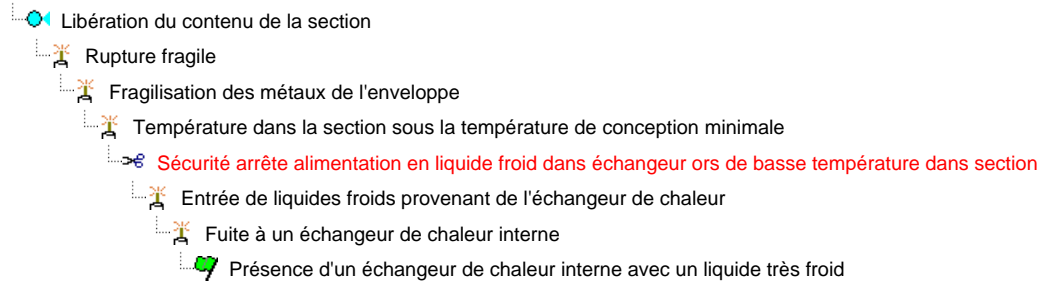 Libération du contenu de la section
Rupture fragile
Fragilisation des métaux de l'enveloppe
Température dans la section sous la température de conception minimale
Sécurité arrête alimentation en liquide froid dans échangeur ors de basse température dans section
Entrée de liquides froids provenant de l'échangeur de chaleur
Fuite à un échangeur de chaleur interne
Présence d'un échangeur de chaleur interne avec un liquide très froid